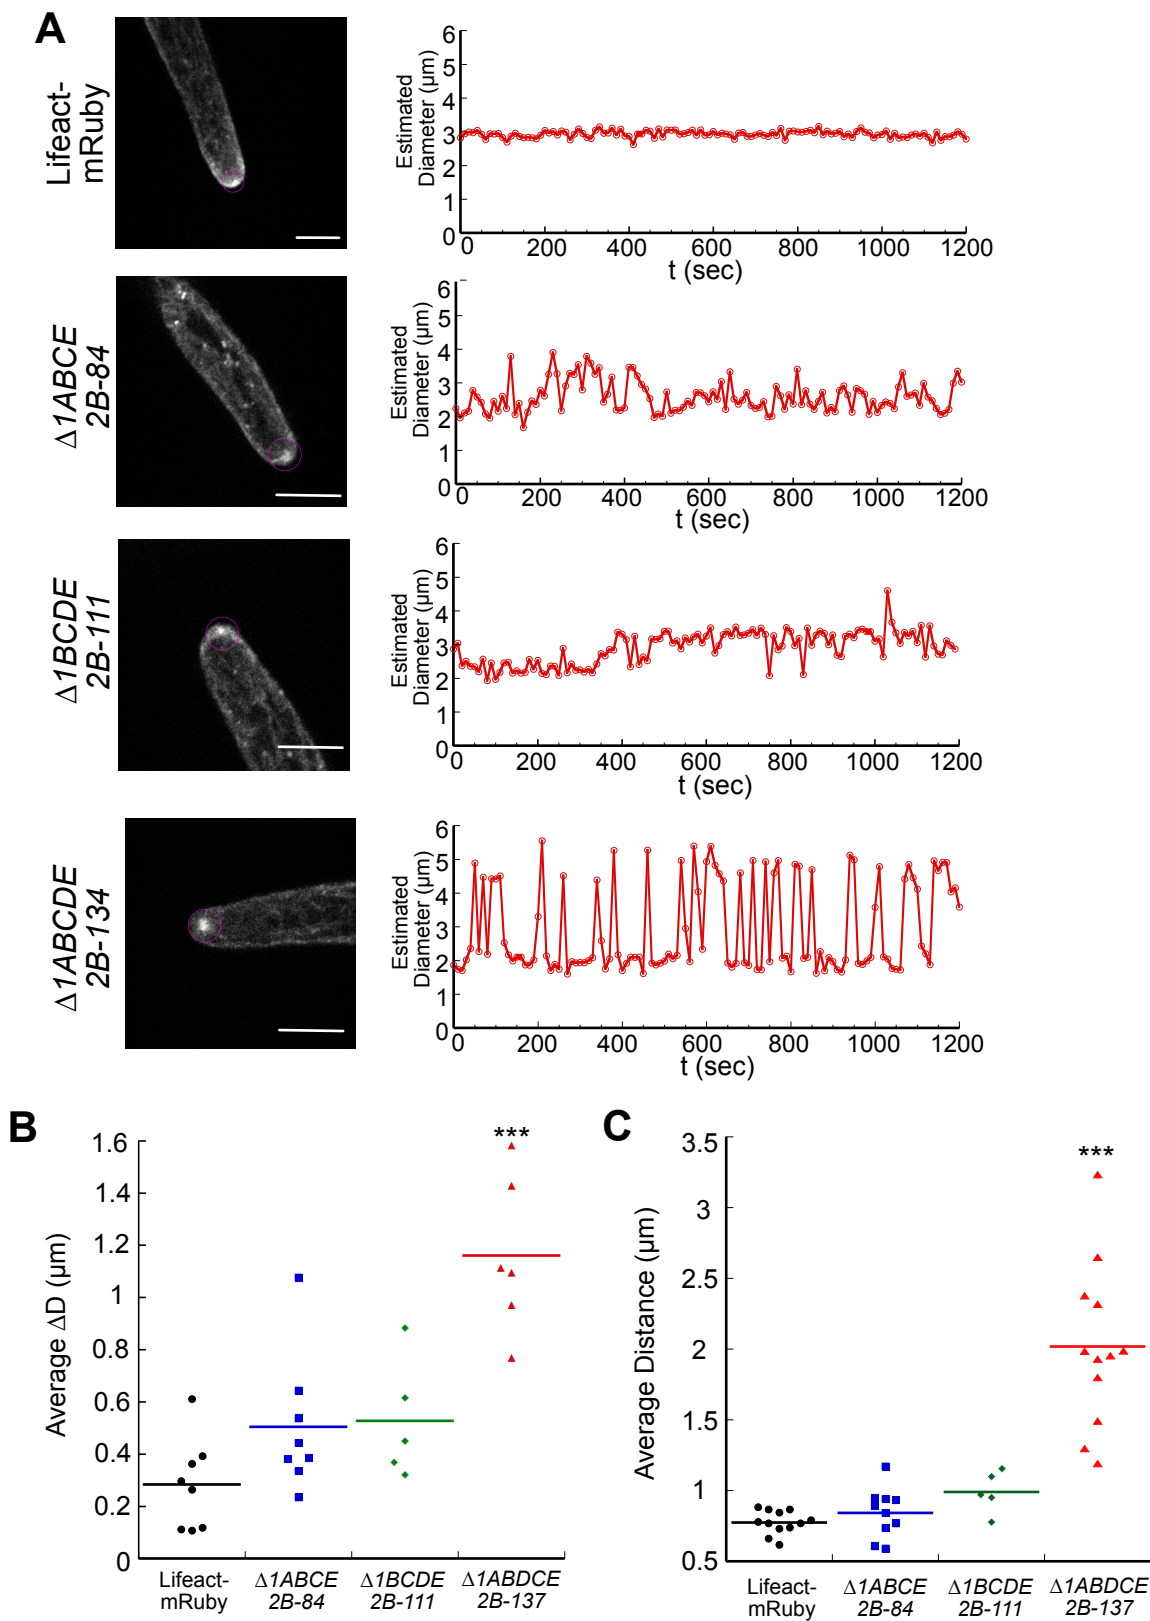 A
Lifeact-
mRuby
Estimated
Diameter (μm)
6
5
4
3
2
1
0
0 200 400 600 800 1000 1200
t (sec)
Δ1ABCE
2B-84
Estimated
Diameter (μm)
6
5
4
3
2
1
0
0 200 400 600 800 1000 1200
t (sec)
Δ1BCDE
2B-111
Estimated
Diameter (μm)
6
5
4
3
2
1
0
0 200 400 600 800 1000 1200
t (sec)
Δ1ABCDE
2B-134
Estimated
Diameter (μm)
6
5
4
3
2
1
0
0 200 400 600 800 1000 1200
t (sec)
B
Average ΔD (μm)
1.6
1.4
1.2
1
0.8
0.6
0.4
0.2
0
***
Lifeact-
mRuby
Δ1ABCE
2B-84
Δ1BCDE
2B-111
Δ1ABDCE
2B-137
C
Average Distance (μm)
3.5
3
2.5
2
1.5
1
0.5
***
Lifeact-
mRuby
Δ1ABCE
2B-84
Δ1BCDE
2B-111
Δ1ABDCE
2B-137